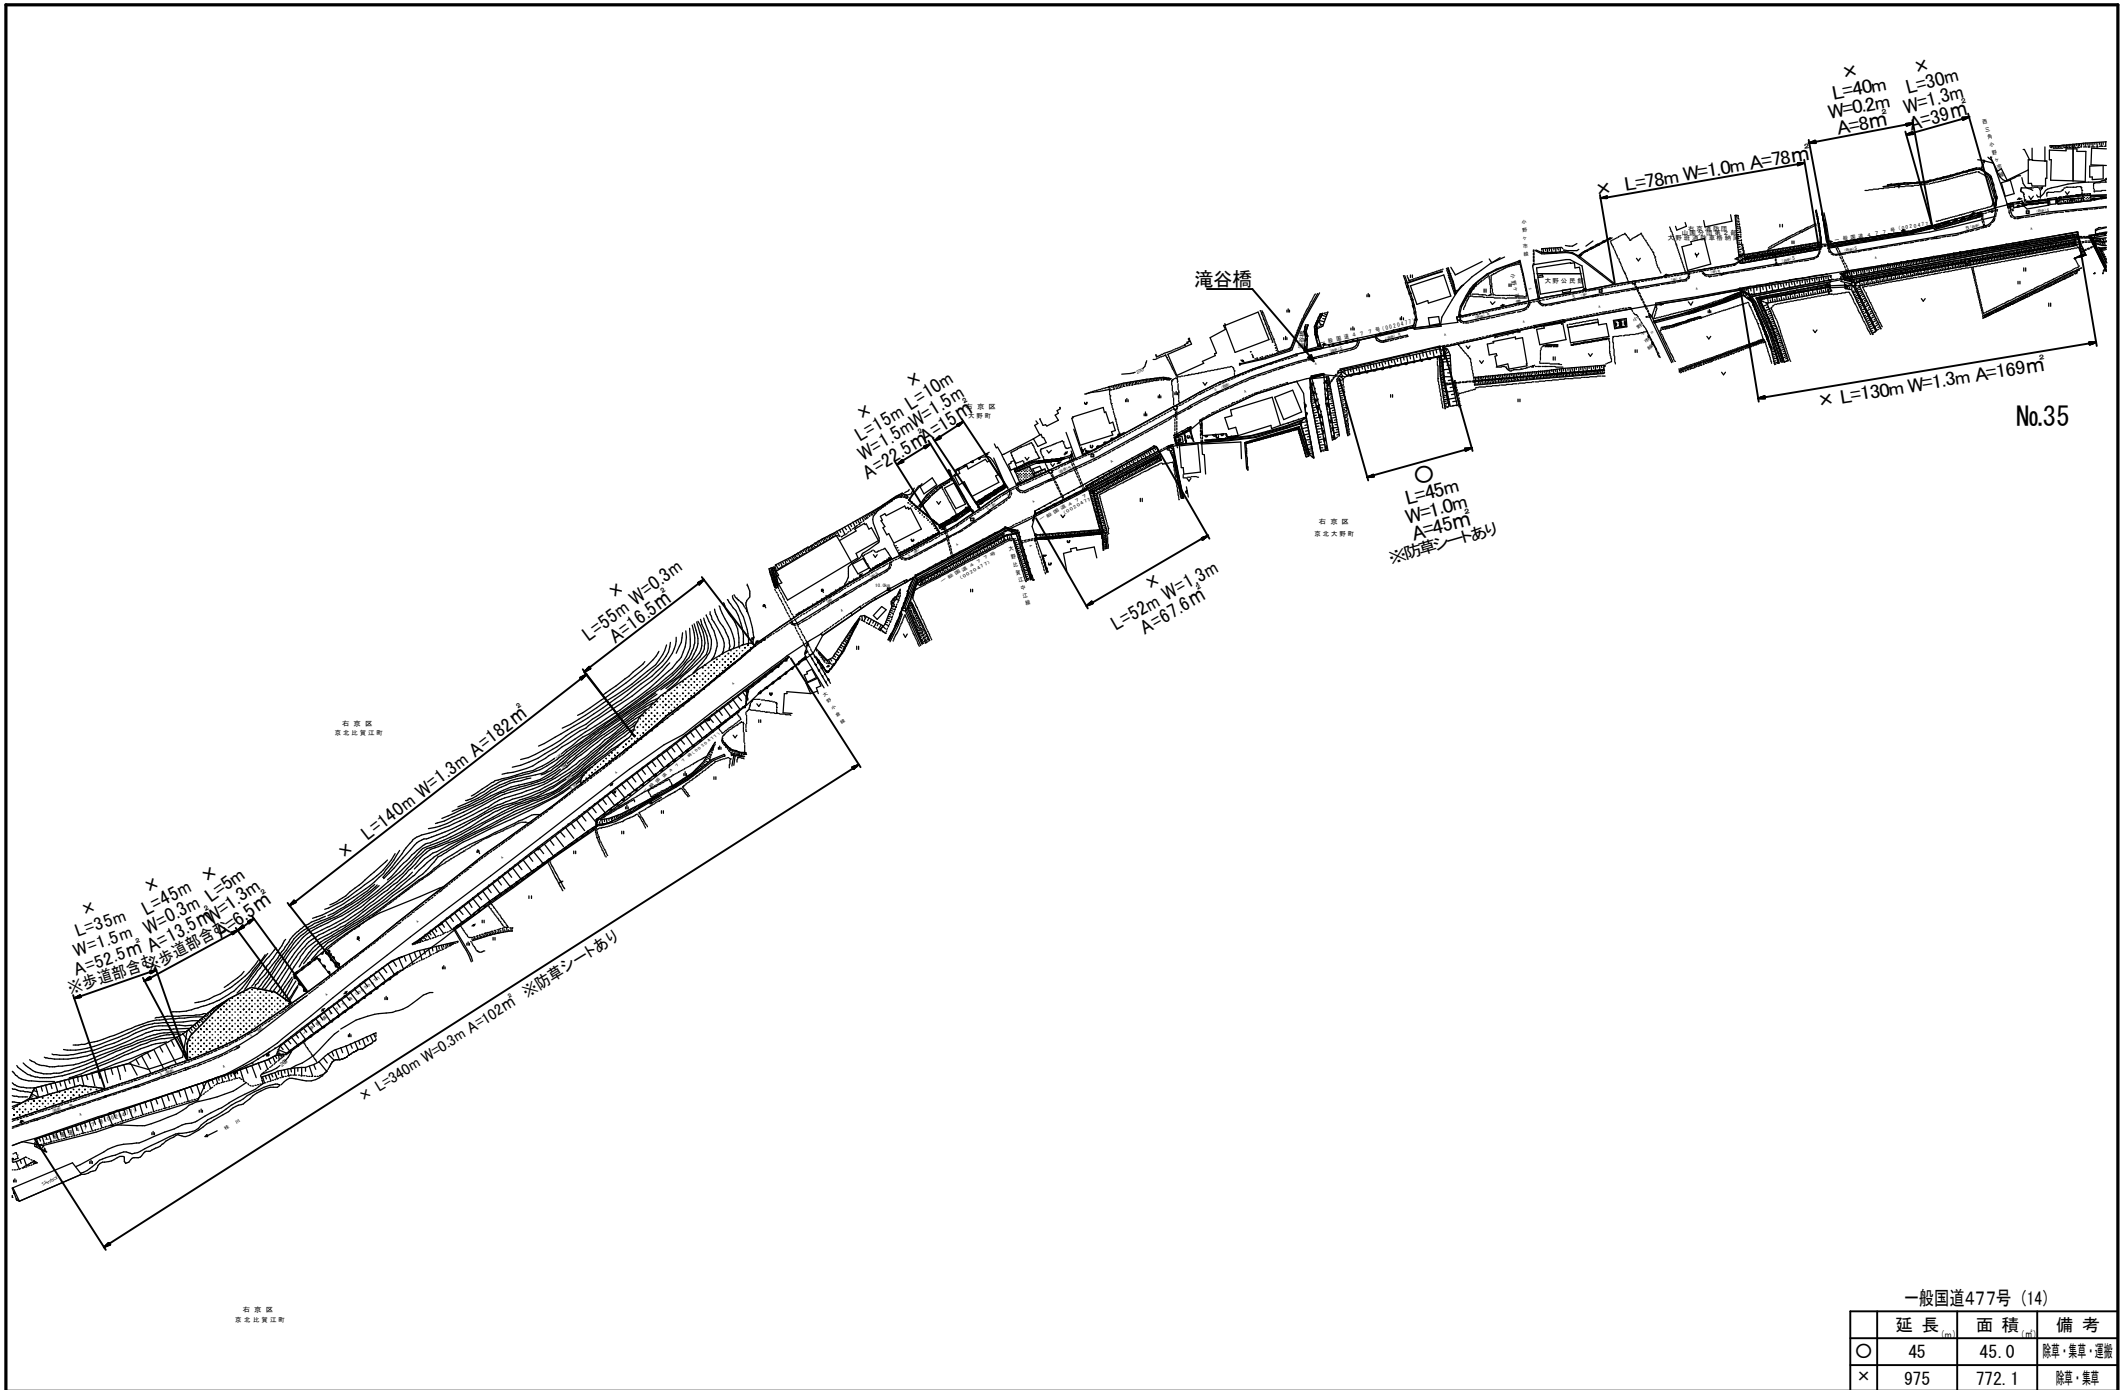 ×
L=40m
W=0.2m
A=8㎡
×
L=30m
W=1.3m
A=39㎡
× L=78m W=1.0m A=78㎡
滝谷橋
大野公民館
× L=130m W=1.3m A=169㎡
No.35
×
L=15m
W=1.5m
A=22.5㎡
×
L=10m
W=1.5m
A=15㎡
右京区
大野町
○
L=45m
W=1.0m
A=45㎡
※防草シートあり
右京区
京北大野町
×
L=52m W=1.3m
A=67.6㎡
×
L=55m W=0.3m
A=16.5㎡
右京区
京北比賀江町
× L=140m W=1.3m A=182㎡
×
L=35m
W=1.5m
A=52.5㎡
※歩道部含む
×
L=45m
W=0.3m
A=13.5㎡
※歩道部含む
×
L=5m
W=1.3m
A=6.5㎡
× L=340m W=0.3m A=102㎡ ※防草シートあり
右京区
京北比賀江町
一般国道477号 (14)
延長(m) 面積(㎡) 備考
○ 45 45.0 除草・集草・運搬
× 975 772.1 除草・集草